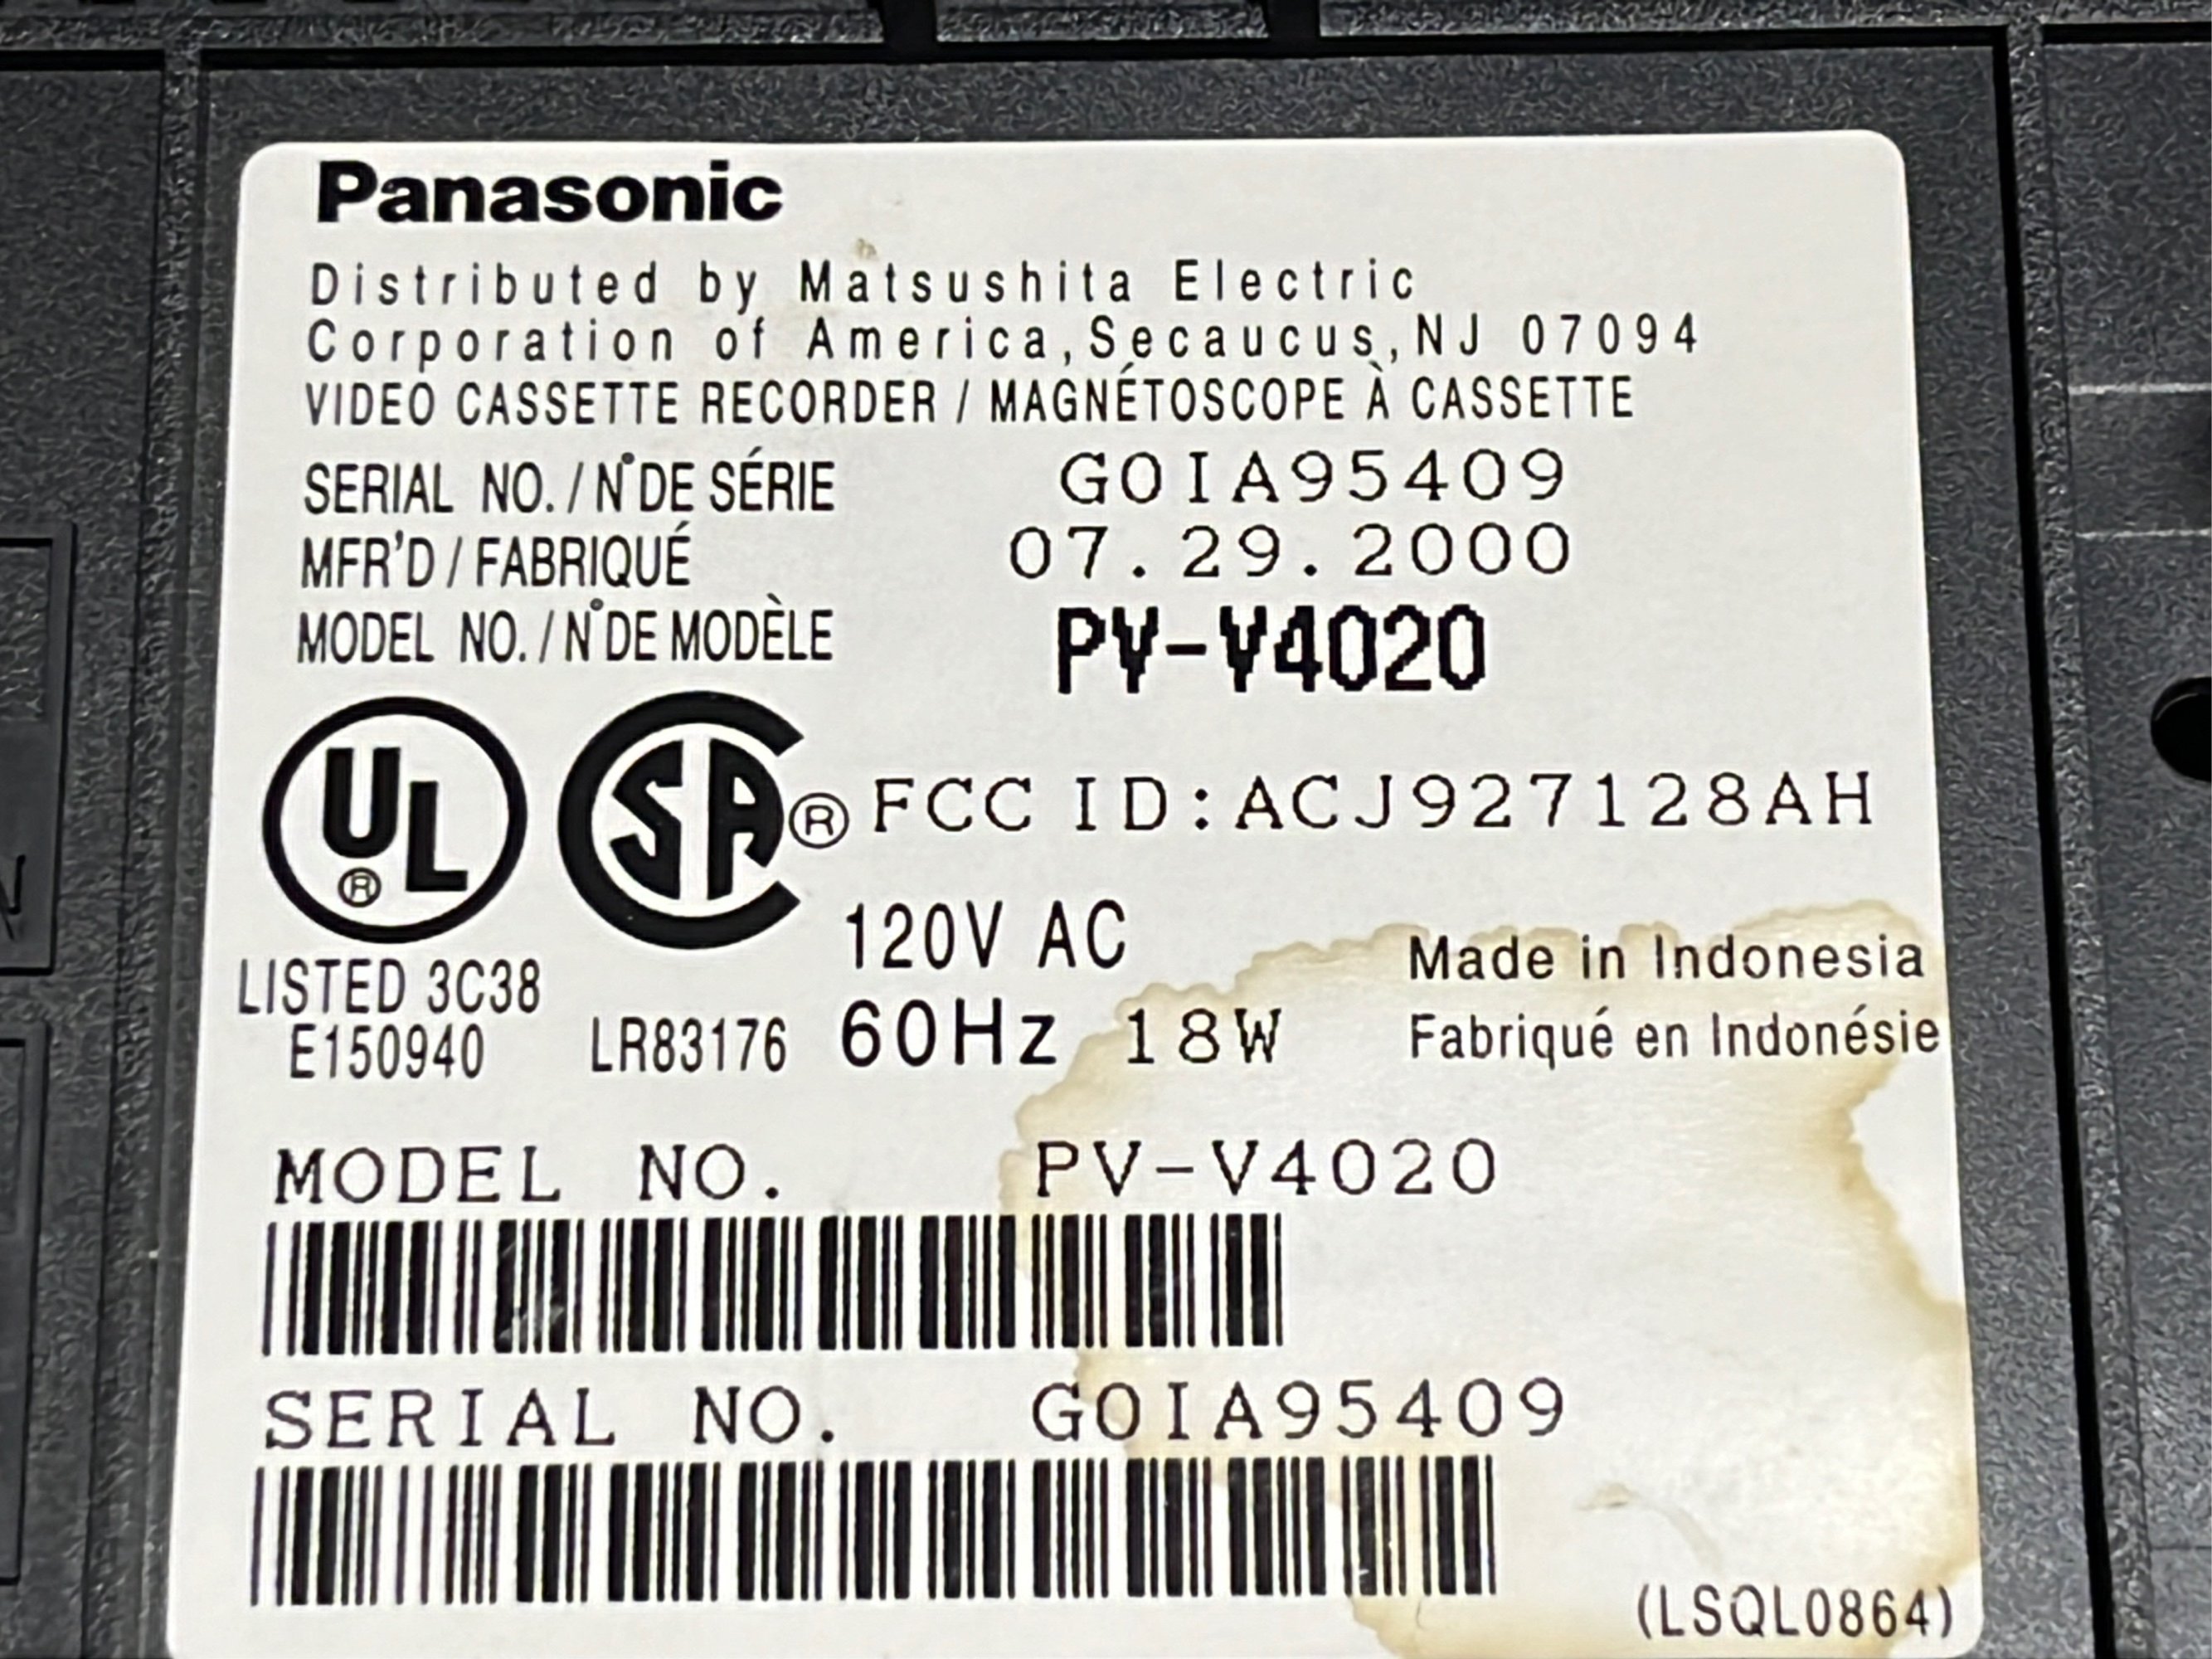 Panasonic
Distributed by Matsushita Electric
Corporation of America,Secaucus,NJ 07094
VIDEO CASSETTE RECORDER / MAGNÉTOSCOPE À CASSETTE
SERIAL NO. / N° DE SÉRIE G0IA95409
MFR'D / FABRIQUÉ 07.29.2000
MODEL NO. / N° DE MODÈLE PV-V4020
UL® SA® FCC ID:ACJ927128AH
LISTED 3C38
E150940
LR83176
120V AC
60Hz 18W
Made in Indonesia
Fabriqué en Indonésie
MODEL NO. PV-V4020
SERIAL NO. G0IA95409
(LSQL0864)